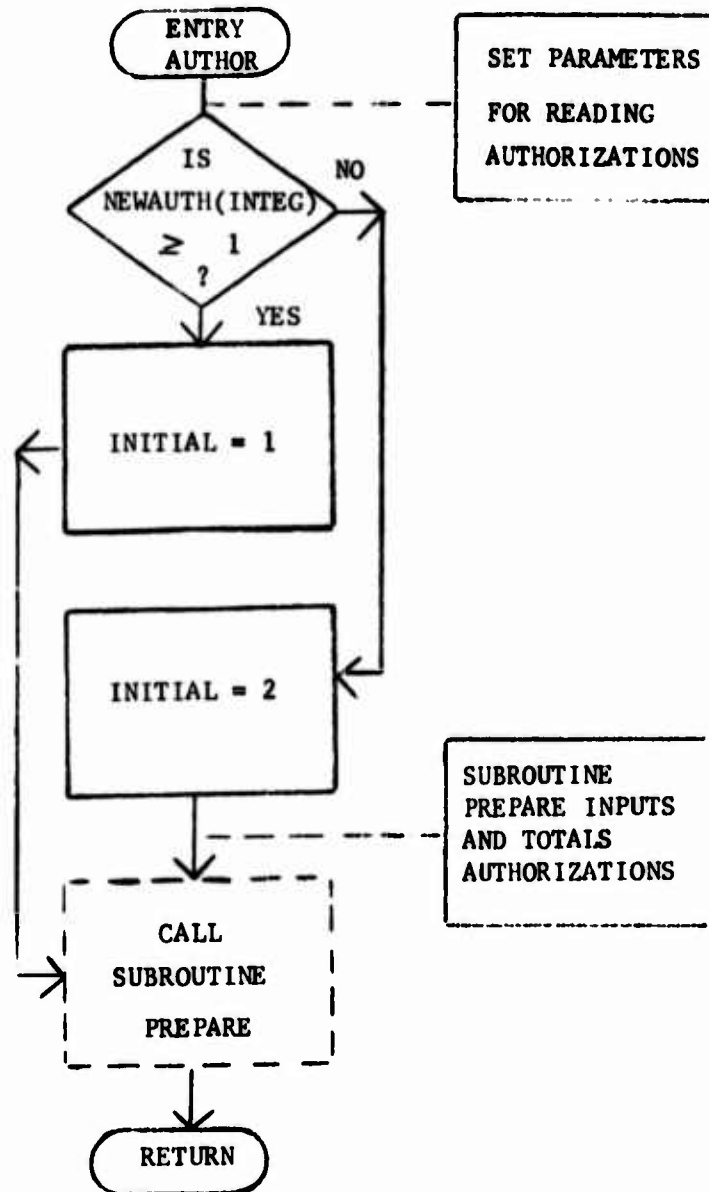 ENTRY
AUTHOR
SET PARAMETERS
FOR READING
AUTHORIZATIONS
IS
NEWAUTH(INTEG)
≥ 1
?
NO
YES
INITIAL = 1
INITIAL = 2
SUBROUTINE
PREPARE INPUTS
AND TOTALS
AUTHORIZATIONS
CALL
SUBROUTINE
PREPARE
RETURN